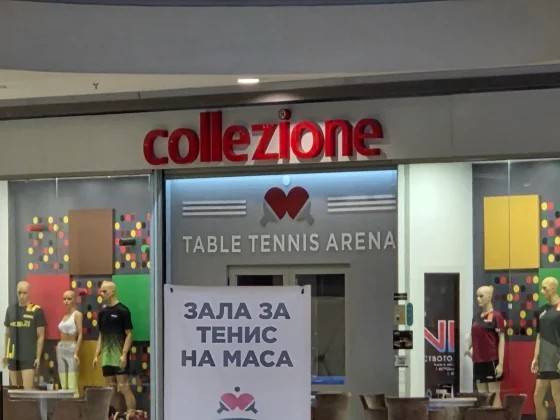 collezione
TABLE TENNIS ARENA
ЗАЛА ЗА
ТЕНИС
НА МАСА